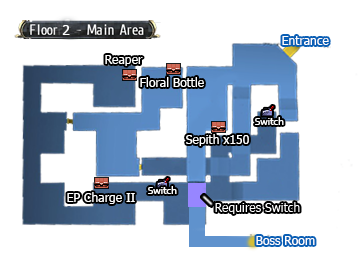 Floor 2 - Main Area
Entrance
Reaper
Floral Bottle
Switch
Sepith x150
EP Charge II
Switch
Requires Switch
Boss Room